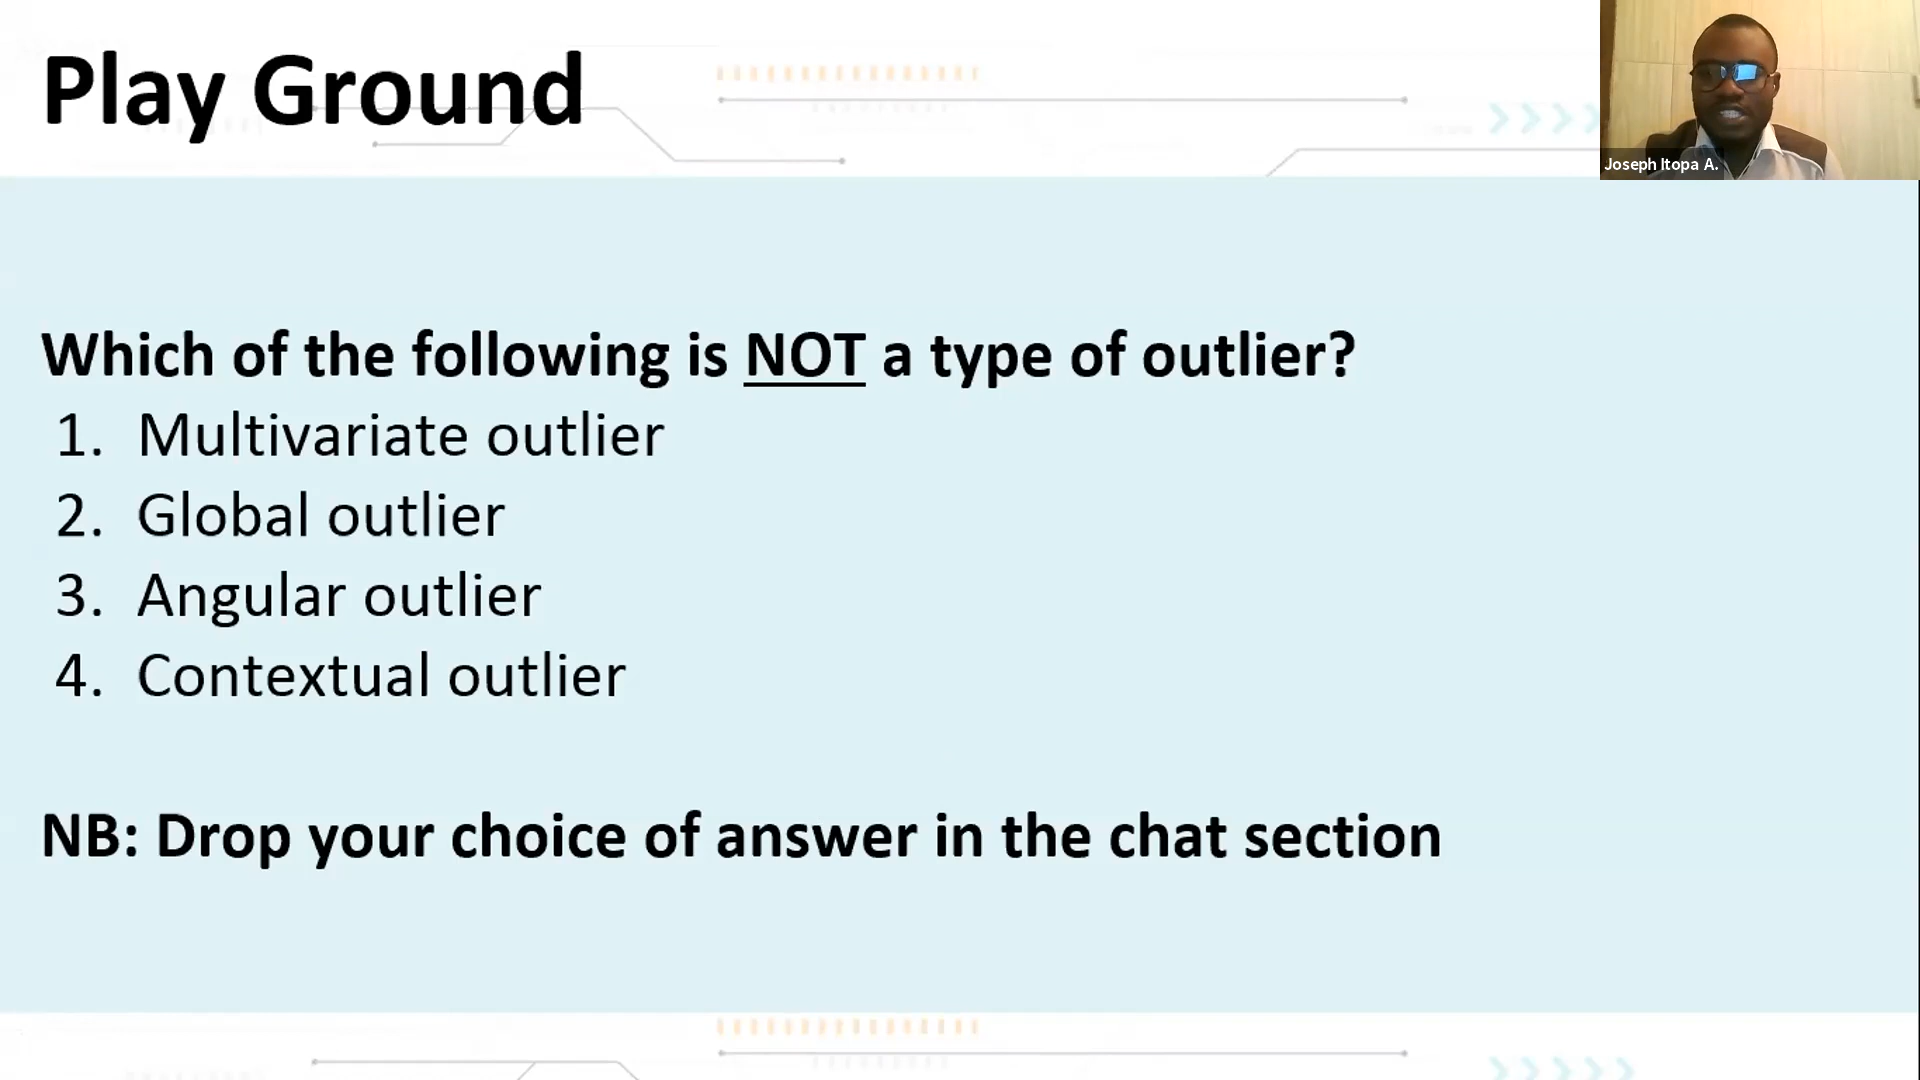 Play Ground
Joseph Itopa A.
Which of the following is NOT a type of outlier?
1. Multivariate outlier
2. Global outlier
3. Angular outlier
4. Contextual outlier
NB: Drop your choice of answer in the chat section